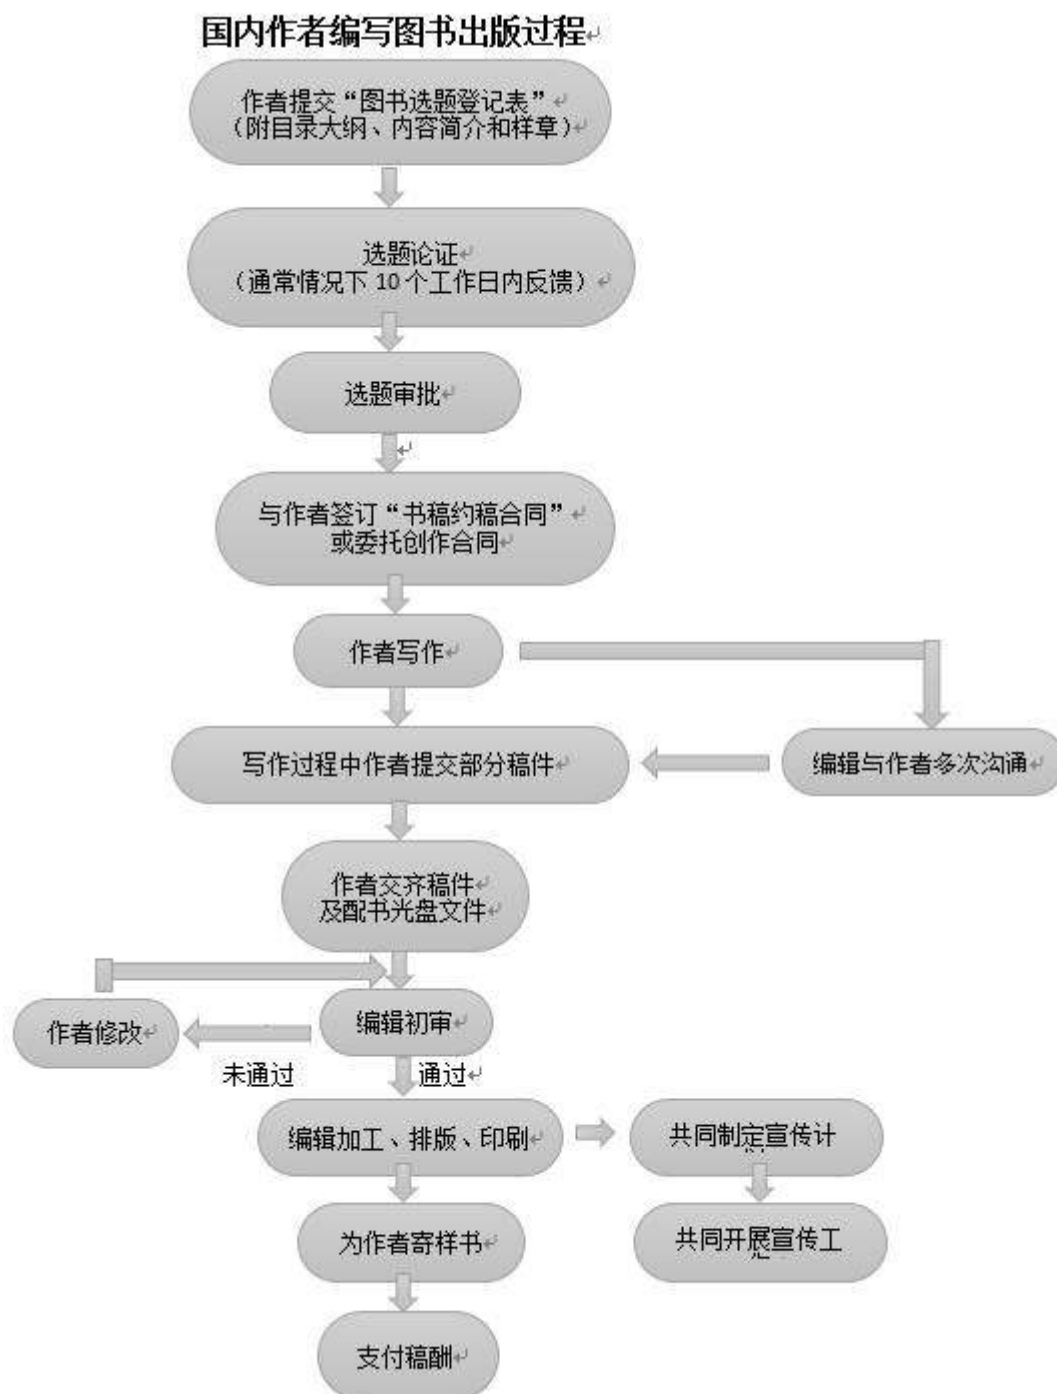 国内作者编写图书出版过程
作者提交“图书选题登记表”
（附目录大纲、内容简介和样章）
选题论证
（通常情况下 10 个工作日内反馈）
选题审批
与作者签订“书稿约稿合同”
或委托创作合同
作者写作
写作过程中作者提交部分稿件
编辑与作者多次沟通
作者交齐稿件
及配书光盘文件
编辑初审
作者修改
未通过
通过
编辑加工、排版、印刷
共同制定宣传计
为作者寄样书
共同开展宣传工
支付稿酬